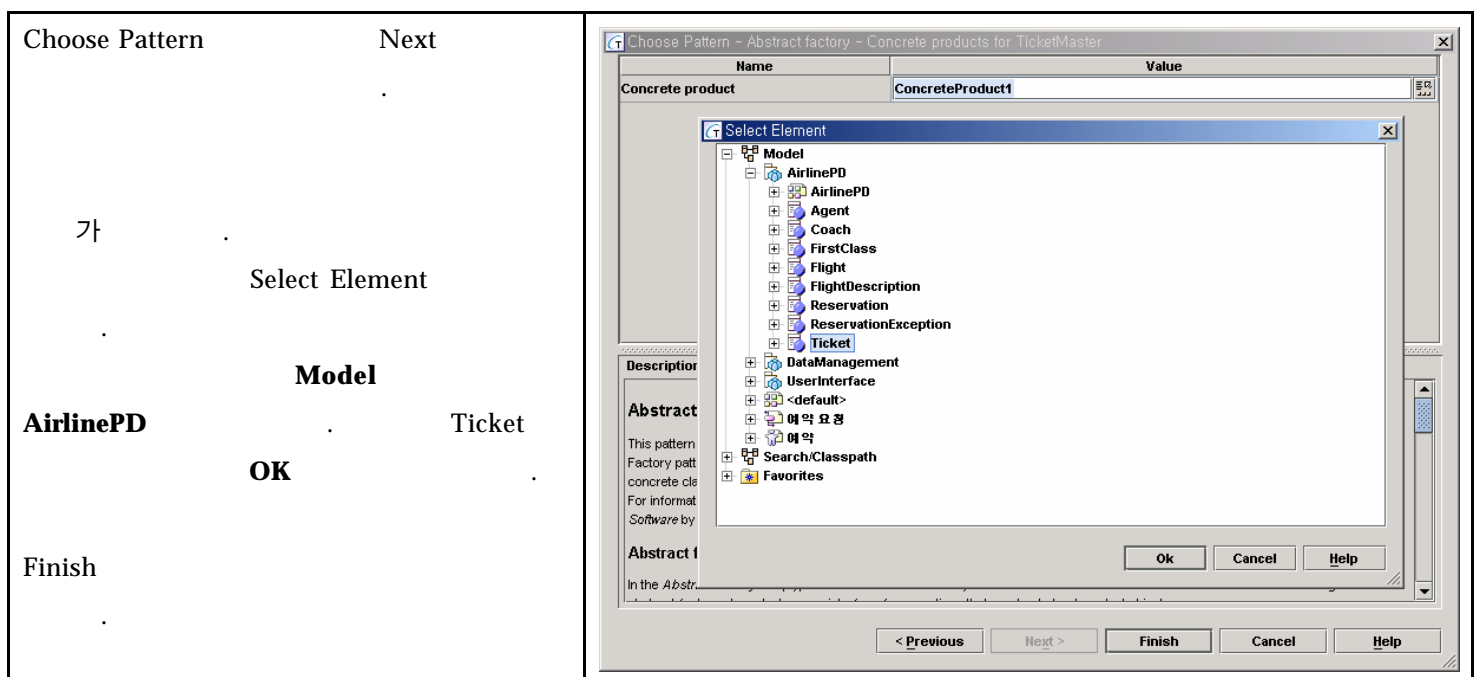 Choose Pattern Next
.
가 .
Select Element
.
Model
AirlinePD . Ticket
OK .
Finish
.
Choose Pattern - Abstract factory - Concrete products for TicketMaster
Name Value
Concrete product ConcreteProduct1
Select Element
Model
AirlinePD
AirlinePD
Agent
Coach
FirstClass
Flight
FlightDescription
Reservation
ReservationException
Ticket
DataManagement
UserInterface
<default>
예약 요청
예약
Search/Classpath
Favorites
Ok Cancel Help
Description
Abstract
This pattern
Factory patt
concrete cla
For informat
Software by
Abstract f
In the Abstr
< Previous Next > Finish Cancel Help